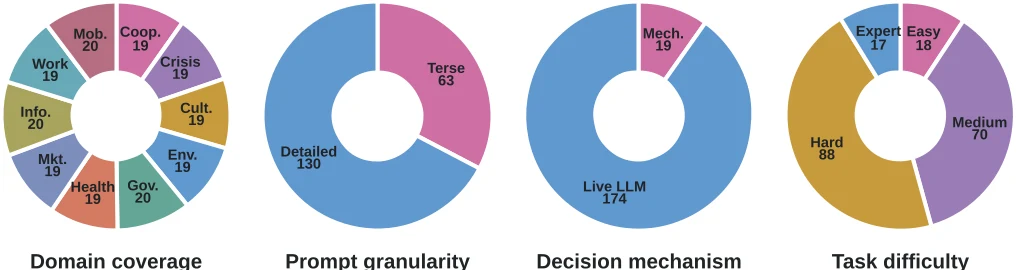 Coop.
19
Crisis
19
Cult.
19
Env.
19
Gov.
20
Health
19
Mkt.
19
Info.
20
Work
19
Mob.
20
Domain coverage
Terse
63
Detailed
130
Prompt granularity
Mech.
19
Live LLM
174
Decision mechanism
Easy
18
Medium
70
Hard
88
Expert
17
Task difficulty